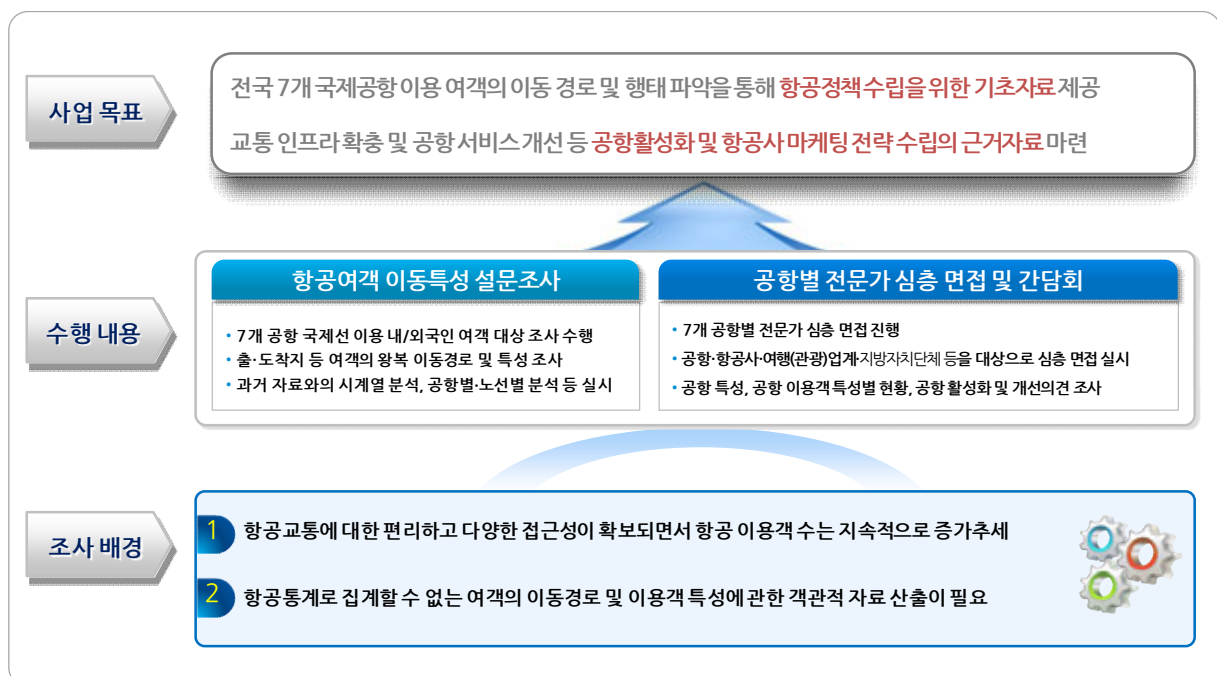 사업 목표
전국 7개 국제공항 이용 여객의 이동 경로 및 행태 파악을 통해 항공정책 수립을 위한 기초자료 제공
교통 인프라 확충 및 공항 서비스 개선 등 공항활성화 및 항공사 마케팅 전략 수립의 근거자료 마련
수행 내용
항공여객 이동특성 설문조사
• 7개 공항 국제선 이용 내/외국인 여객 대상 조사 수행
• 출·도착지 등 여객의 왕복 이동경로 및 특성 조사
• 과거 자료와의 시계열 분석, 공항별·노선별 분석 등 실시
공항별 전문가 심층 면접 및 간담회
• 7개 공항별 전문가 심층 면접 진행
• 공항·항공사·여행(관광)업계·지방자치단체 등을 대상으로 심층 면접 실시
• 공항 특성, 공항 이용객 특성별 현황, 공항 활성화 및 개선의견 조사
조사 배경
1 항공교통에 대한 편리하고 다양한 접근성이 확보되면서 항공 이용객 수는 지속적으로 증가추세
2 항공통계로 집계할 수 없는 여객의 이동경로 및 이용객 특성에 관한 객관적 자료 산출이 필요